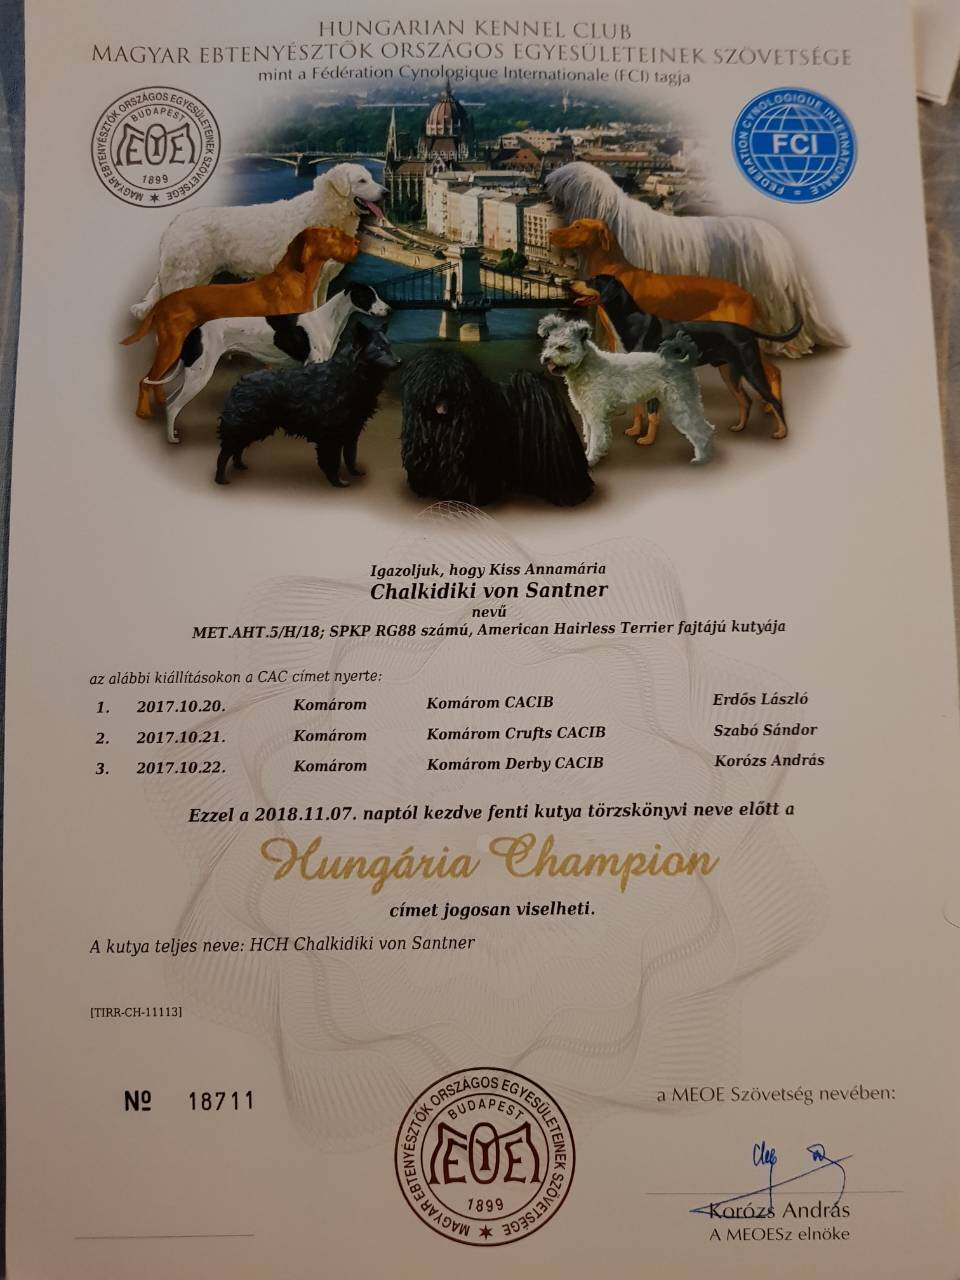 HUNGARIAN KENNEL CLUB
MAGYAR EBTENYÉSZTŐK ORSZÁGOS EGYESÜLETEINEK SZÖVETSÉGE
mint a Fédération Cynologique Internationale (FCI) tagja
MAGYAR EBTENYÉSZTŐK ORSZÁGOS EGYESÜLETEINEK SZÖVETSÉGE
BUDAPEST
MEOE
1899
FEDERATION CYNOLOGIQUE INTERNATIONALE
FCI
Igazoljuk, hogy Kiss Annamária
Chalkidiki von Santner
nevű
MET.AHT.5/H/18; SPKP RG88 számú, American Hairless Terrier fajtájú kutyája
az alábbi kiállításokon a CAC címet nyerte:
1. 2017.10.20. Komárom Komárom CACIB Erdős László
2. 2017.10.21. Komárom Komárom Crufts CACIB Szabó Sándor
3. 2017.10.22. Komárom Komárom Derby CACIB Korózs András
Ezzel a 2018.11.07. naptól kezdve fenti kutya törzskönyvi neve előtt a
Hungária Champion
címet jogosan viselheti.
A kutya teljes neve: HCH Chalkidiki von Santner
[TIRR-CH-11113]
Nº 18711
MAGYAR EBTENYÉSZTŐK ORSZÁGOS EGYESÜLETEINEK SZÖVETSÉGE
BUDAPEST
MEOE
1899
a MEOE Szövetség nevében:
Korózs András
A MEOESz elnöke